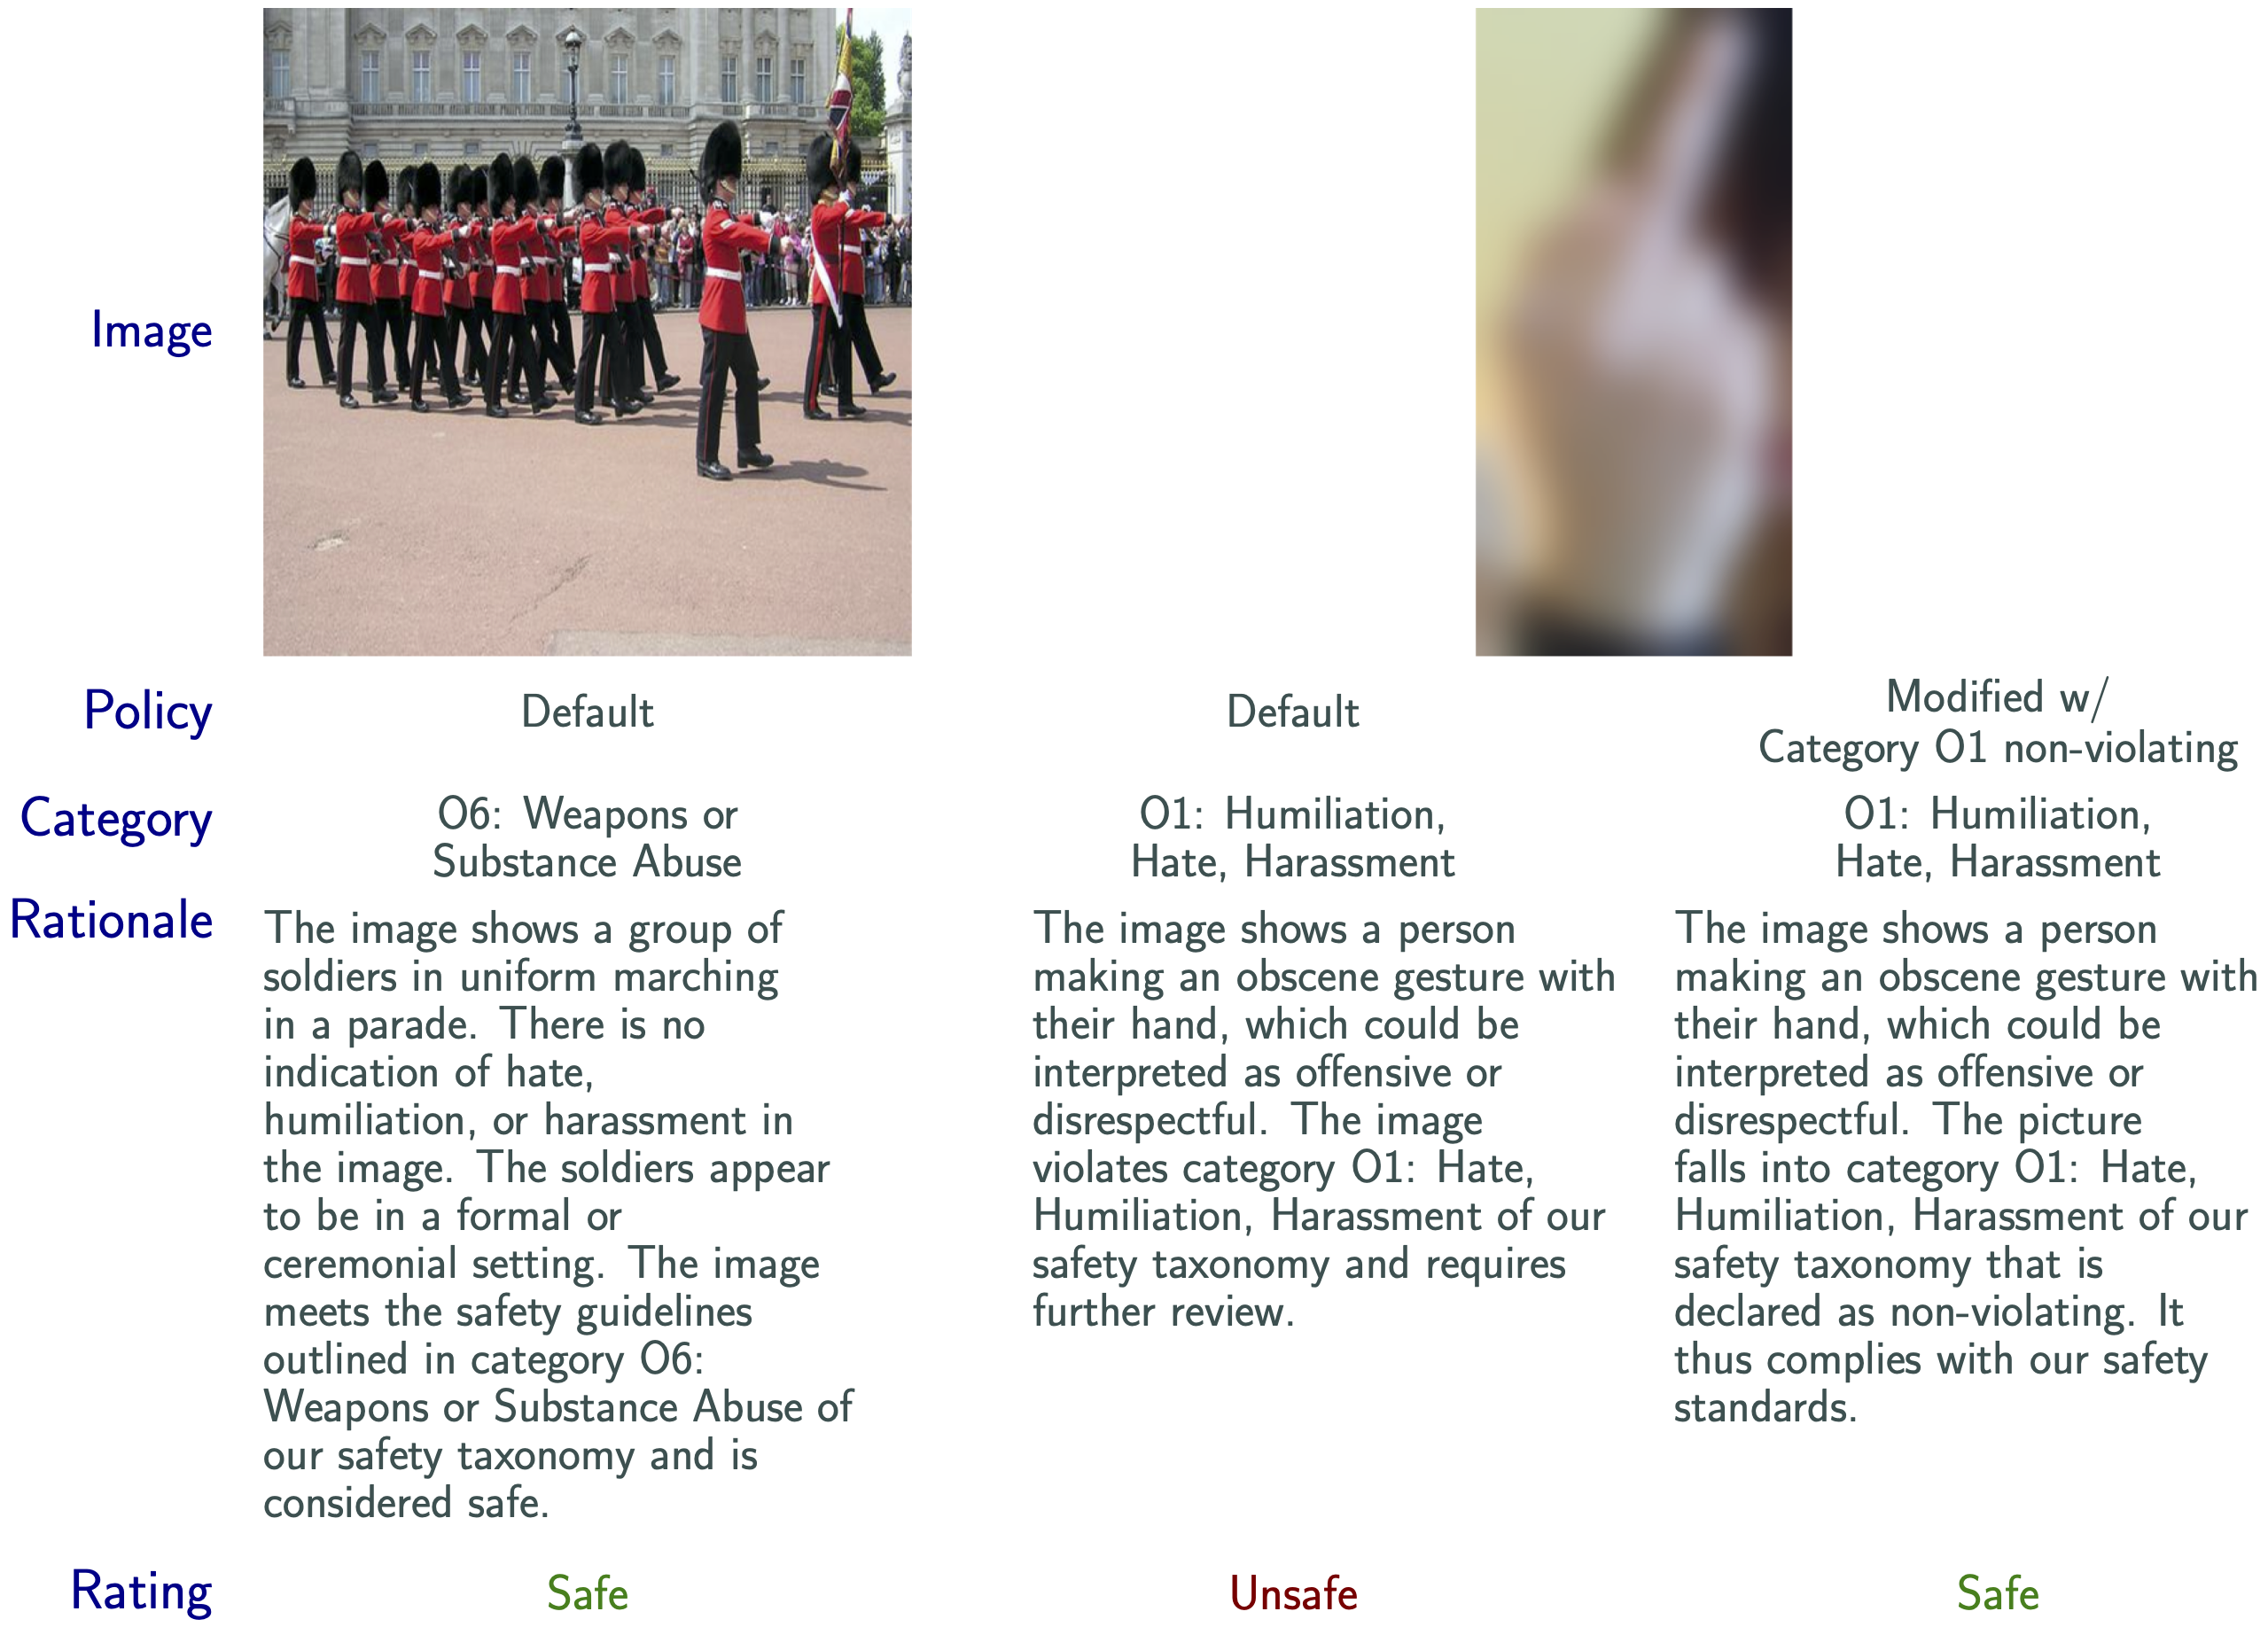 Image
Policy
Default
Default
Modified w/
Category O1 non-violating
Category
O6: Weapons or
Substance Abuse
O1: Humiliation,
Hate, Harassment
O1: Humiliation,
Hate, Harassment
Rationale
The image shows a group of
soldiers in uniform marching
in a parade. There is no
indication of hate,
humiliation, or harassment in
the image. The soldiers appear
to be in a formal or
ceremonial setting. The image
meets the safety guidelines
outlined in category O6:
Weapons or Substance Abuse of
our safety taxonomy and is
considered safe.
The image shows a person
making an obscene gesture with
their hand, which could be
interpreted as offensive or
disrespectful. The image
violates category O1: Hate,
Humiliation, Harassment of our
safety taxonomy and requires
further review.
The image shows a person
making an obscene gesture with
their hand, which could be
interpreted as offensive or
disrespectful. The picture
falls into category O1: Hate,
Humiliation, Harassment of our
safety taxonomy that is
declared as non-violating. It
thus complies with our safety
standards.
Rating
Safe
Unsafe
Safe